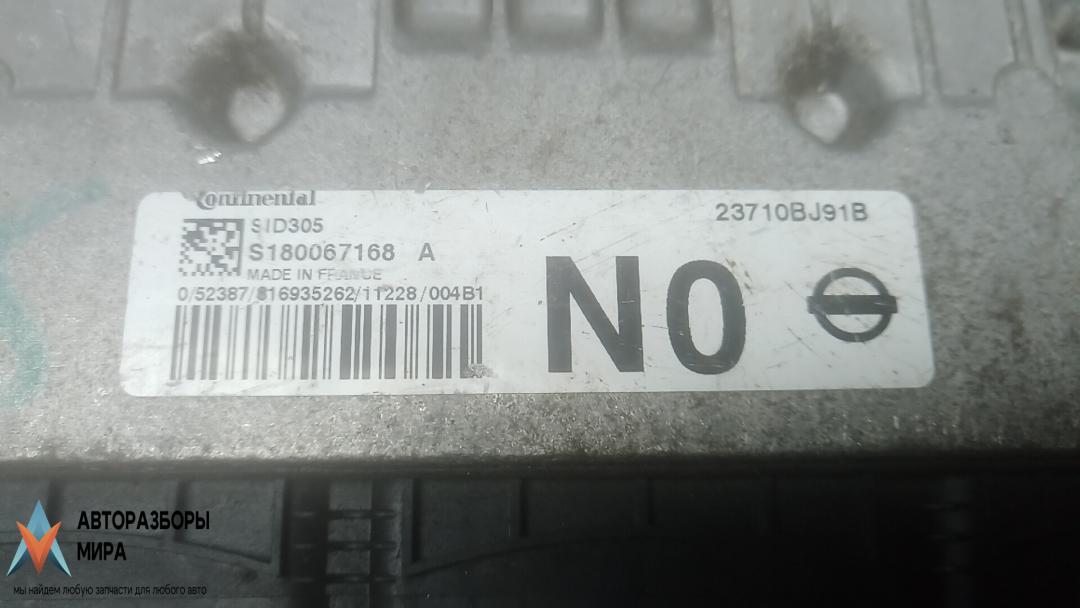 Continental
23710BJ91B
SID305
S180067168 A
MADE IN FRANCE
0/52387/816935262/11228/004B1
N0
АВТОРАЗБОРЫ
МИРА
мы найдем любую запчасти для любого авто